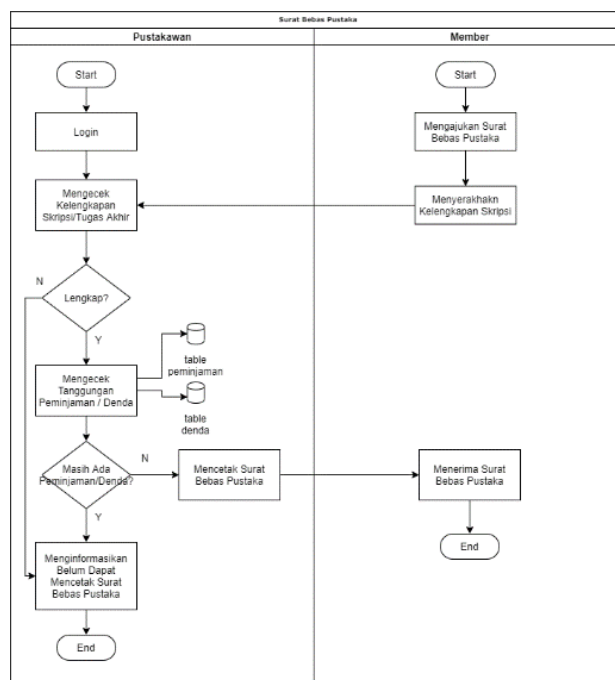 Surat Bebas Pustaka
Pustakawan
Member
Start
Start
Login
Mengajukan Surat
Bebas Pustaka
Mengecek
Kelengkapan
Skripsi/Tugas Akhir
Menyerakhakn
Kelengkapan Skripsi
N
Lengkap?
Y
table
peminjaman
Mengecek
Tanggungan
Peminjaman / Denda
table
denda
Masih Ada
Peminjaman/Denda?
N
Mencetak Surat
Bebas Pustaka
Menerima Surat
Bebas Pustaka
Y
Menginformasikan
Belum Dapat
Mencetak Surat
Bebas Pustaka
End
End